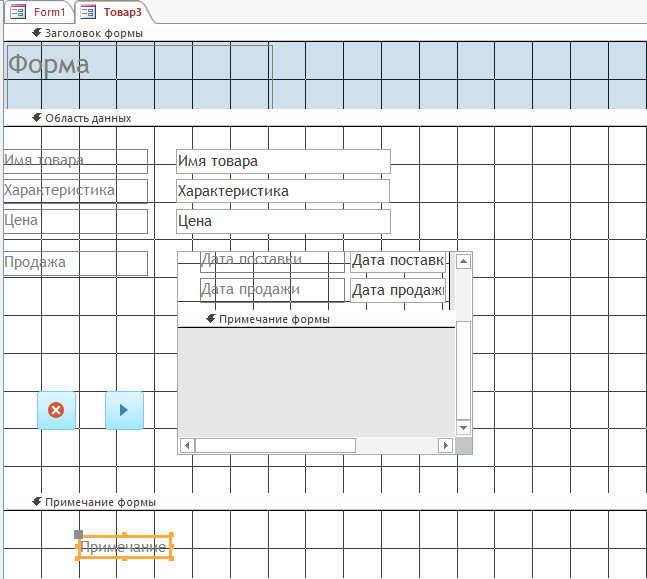 Form1 Товар3
Заголовок формы
Форма
Область данных
Имя товара Имя товара
Характеристика Характеристика
Цена Цена
Продажа
Дата поставки Дата поставк
Дата продажи Дата продажи
Примечание формы
Примечание формы
Примечание